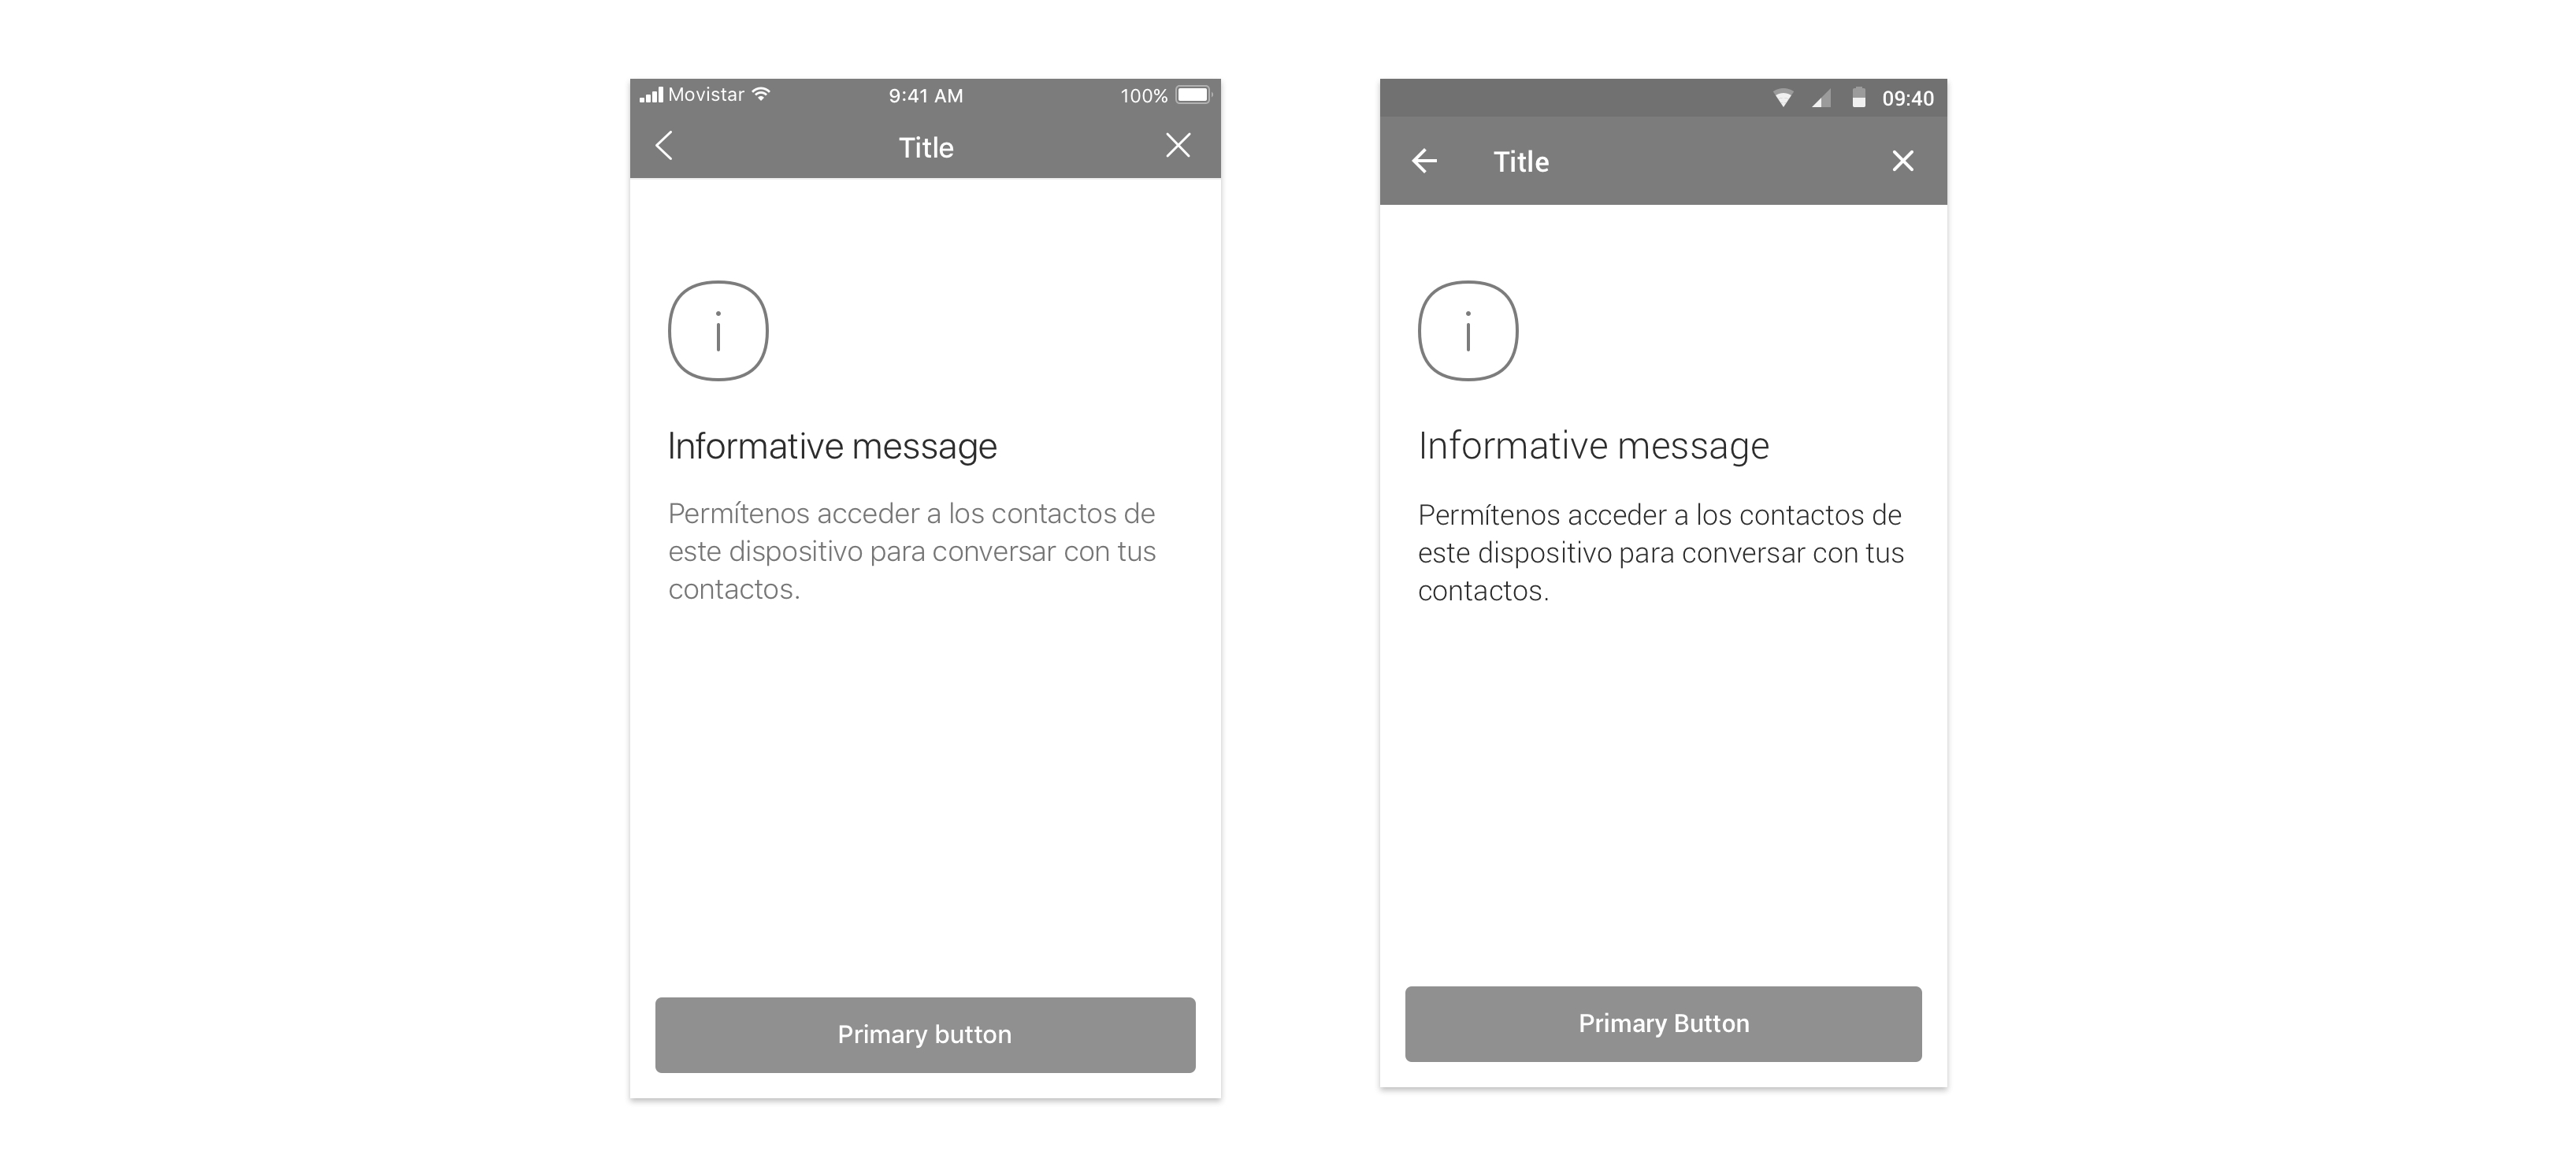 Movistar 9:41 AM 100%
Title
i
Informative message
Permítenos acceder a los contactos de
este dispositivo para conversar con tus
contactos.
Primary button
09:40
Title
i
Informative message
Permítenos acceder a los contactos de
este dispositivo para conversar con tus
contactos.
Primary Button